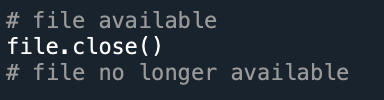 # file available
file.close()
# file no longer available